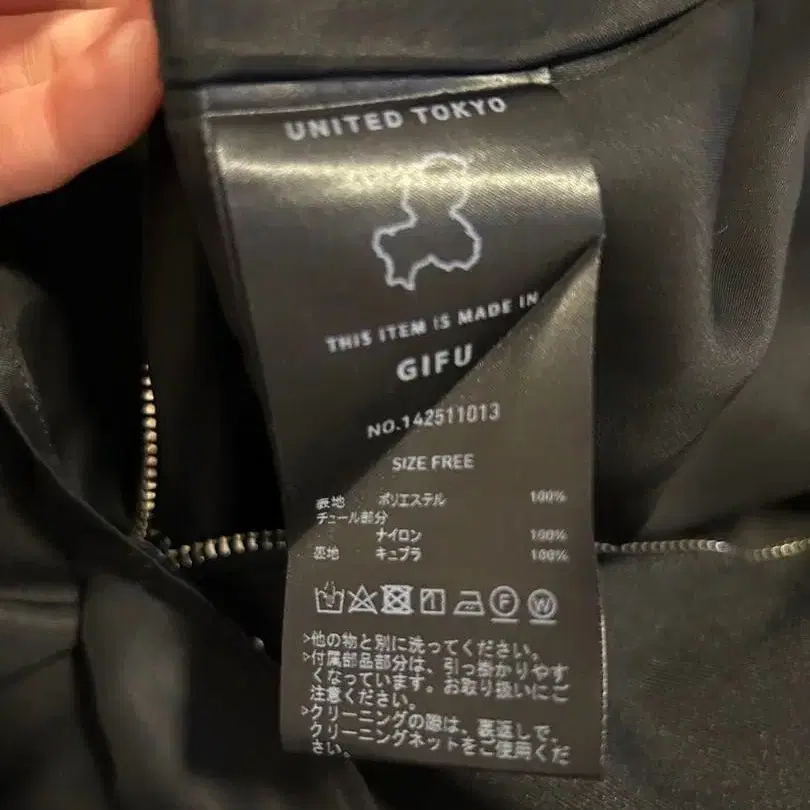 UNITED TOKYO
THIS ITEM IS MADE IN
GIFU
NO.142511013
SIZE FREE
表地 ポリエステル 100%
チュール部分
ナイロン 100%
裏地 キュプラ 100%
F W
>他の物と別に洗ってください。
>付属部品部分は、引っ掛かりやす
くなっています。お取り扱いにご
注意ください。
>クリーニングの際は、裏返しで、
クリーニングネットをご使用くだ
さい。